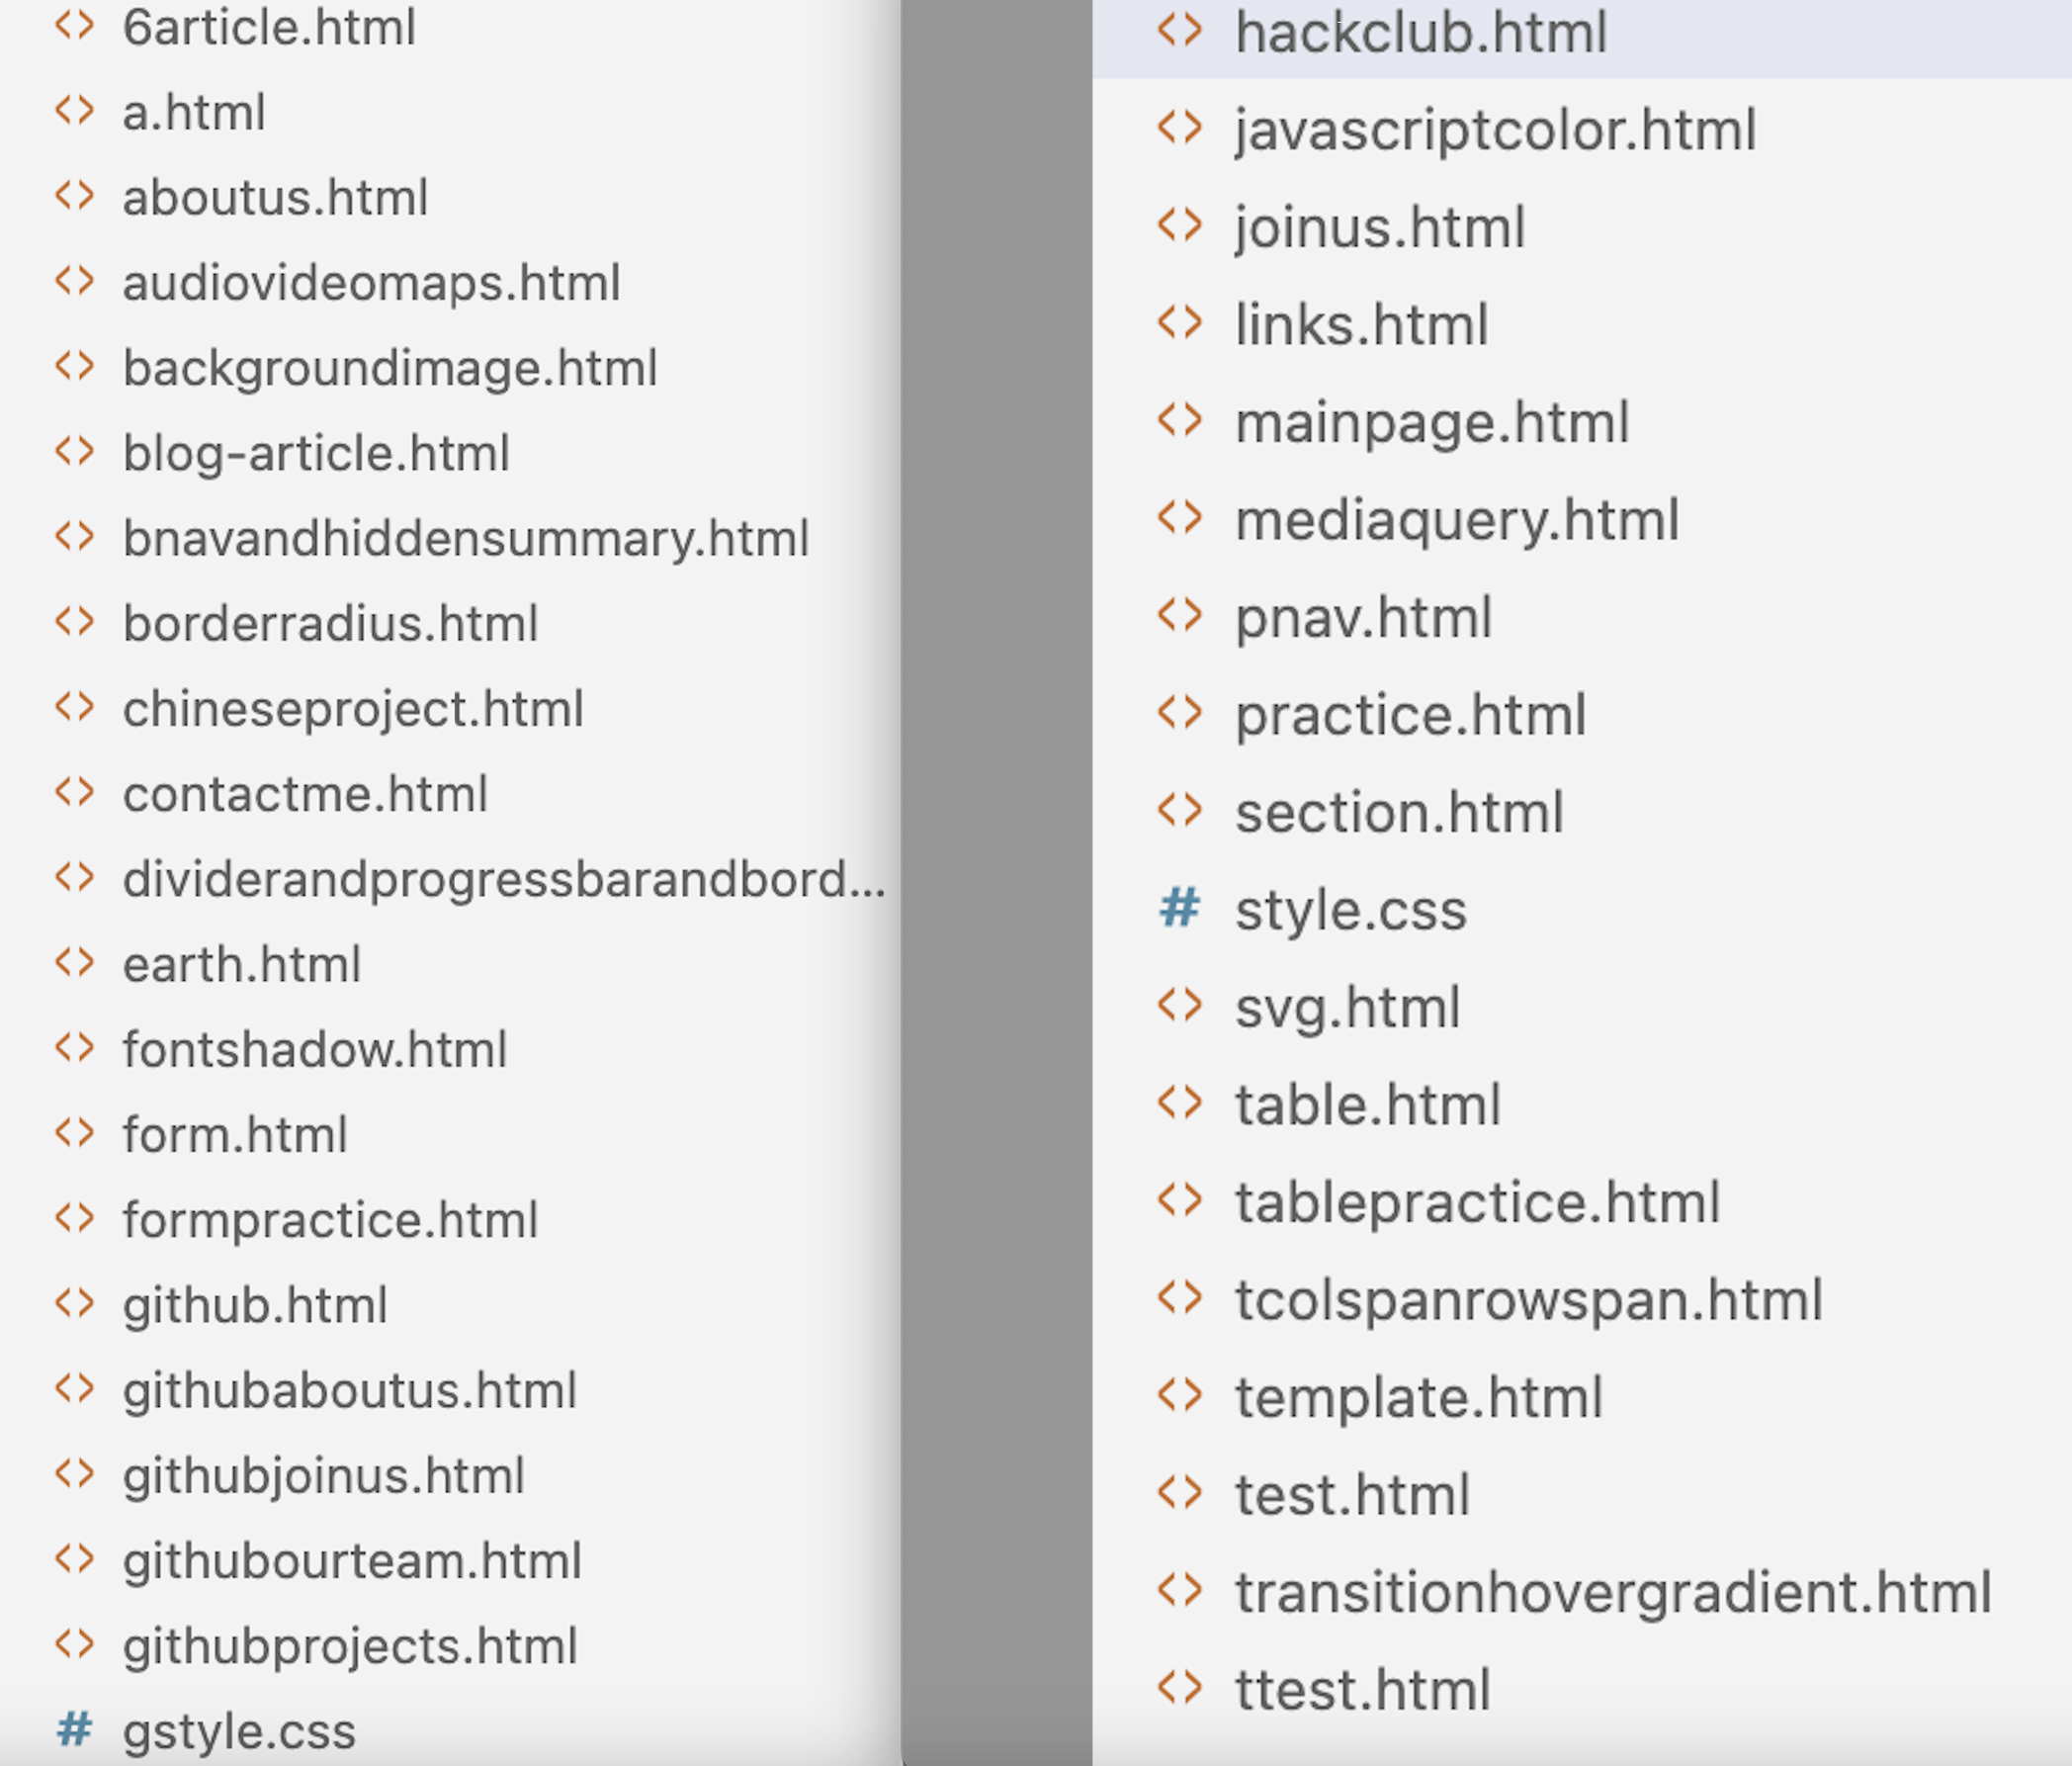 6article.html
a.html
aboutus.html
audiovideomaps.html
backgroundimage.html
blog-article.html
bnavandhiddensummary.html
borderradius.html
chineseproject.html
contactme.html
dividerandprogressbarandbord...
earth.html
fontshadow.html
form.html
formpractice.html
github.html
githubaboutus.html
githubjoinus.html
githubourteam.html
githubprojects.html
# gstyle.css
hackclub.html
javascriptcolor.html
joinus.html
links.html
mainpage.html
mediaquery.html
pnav.html
practice.html
section.html
# style.css
svg.html
table.html
tablepractice.html
tcolspanrowspan.html
template.html
test.html
transitionhovergradient.html
ttest.html